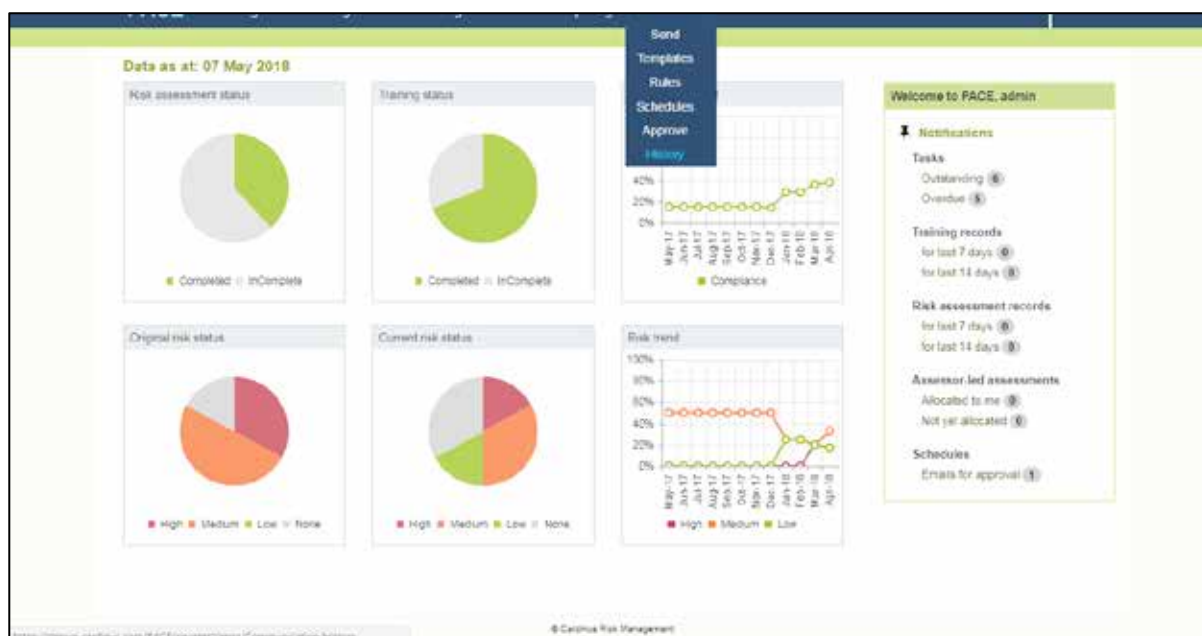 Send
Templates
Rules
Schedules
Approve
History
Data as at: 07 May 2018
Risk assessment status
Completed InComplete
Training status
Completed InComplete
40%
20%
0%
May-17 Jun-17 Jul-17 Aug-17 Sep-17 Oct-17 Nov-17 Dec-17 Jan-18 Feb-18 Mar-18 Apr-18
Compliance
Original risk status
High Medium Low None
Current risk status
High Medium Low None
Risk trend
100%
80%
60%
40%
20%
0%
May-17 Jun-17 Jul-17 Aug-17 Sep-17 Oct-17 Nov-17 Dec-17 Jan-18 Feb-18 Mar-18 Apr-18
High Medium Low
Welcome to PACE, admin
Notifications
Tasks
Outstanding 6
Overdue 5
Training records
for last 7 days 0
for last 14 days 0
Risk assessment records
for last 7 days 0
for last 14 days 0
Assessor-led assessments
Allocated to me 0
Not yet allocated 0
Schedules
Emails for approval 1
© Cardinus Risk Management